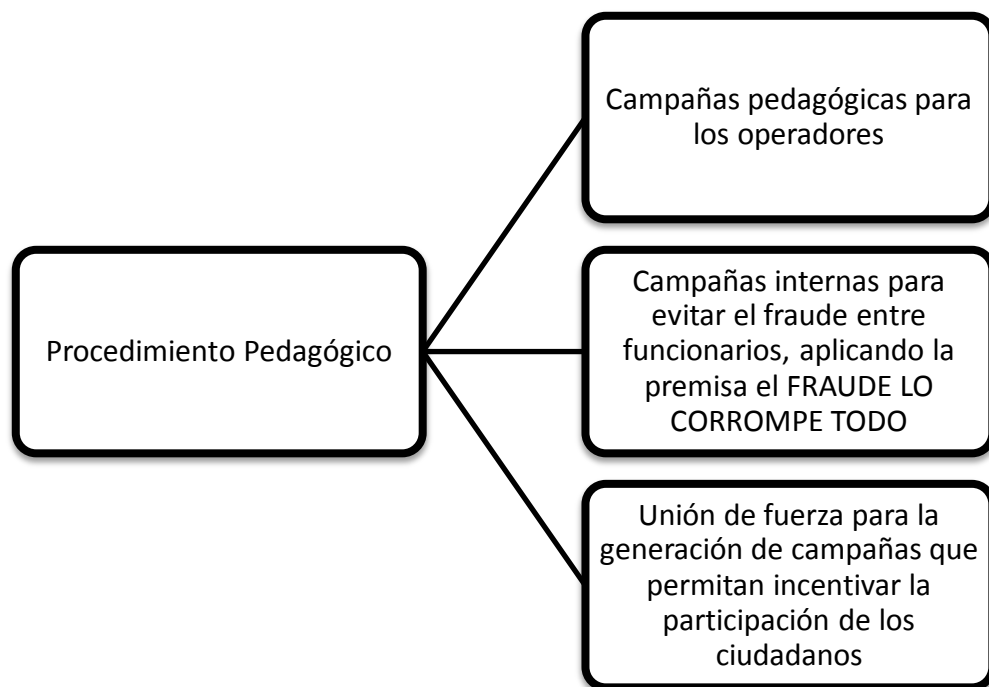 Campañas pedagógicas para
los operadores
Procedimiento Pedagógico
Campañas internas para
evitar el fraude entre
funcionarios, aplicando la
premisa el FRAUDE LO
CORROMPE TODO
Unión de fuerza para la
generación de campañas que
permitan incentivar la
participación de los
ciudadanos